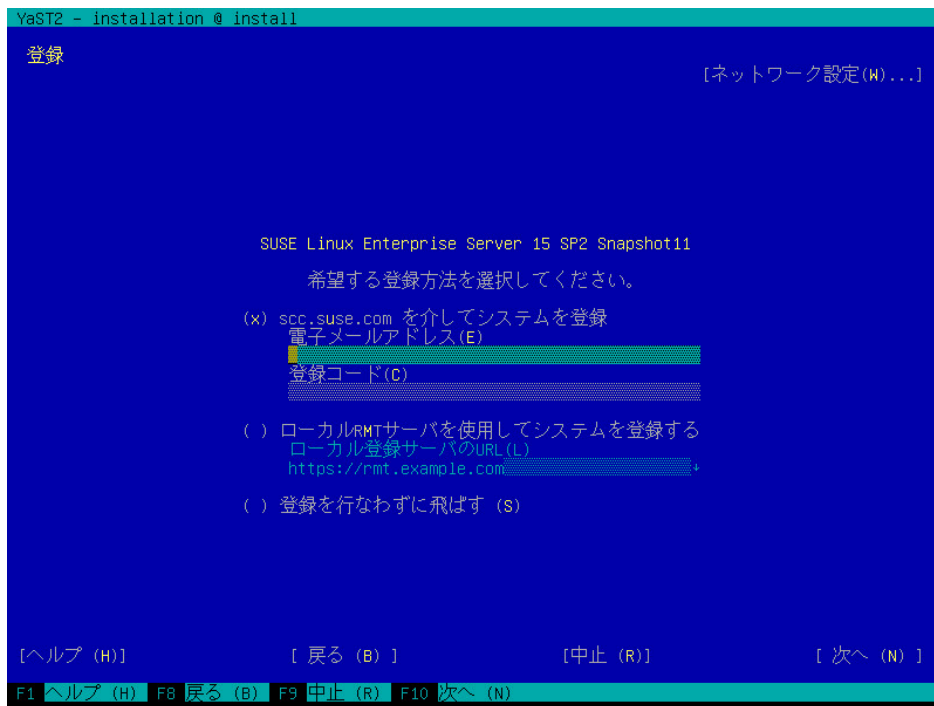 YaST2 - installation @ install
登録
[ネットワーク設定(W)...]
SUSE Linux Enterprise Server 15 SP2 Snapshot11
希望する登録方法を選択してください。
(x) scc.suse.com を介してシステムを登録
電子メールアドレス(E)
登録コード(C)
( ) ローカルRMTサーバを使用してシステムを登録する
ローカル登録サーバのURL(L)
https://rmt.example.com
( ) 登録を行なわずに飛ばす (S)
[ヘルプ (H)] [ 戻る (B) ] [中止 (R)] [ 次へ (N) ]
F1 ヘルプ (H) F8 戻る (B) F9 中止 (R) F10 次へ (N)